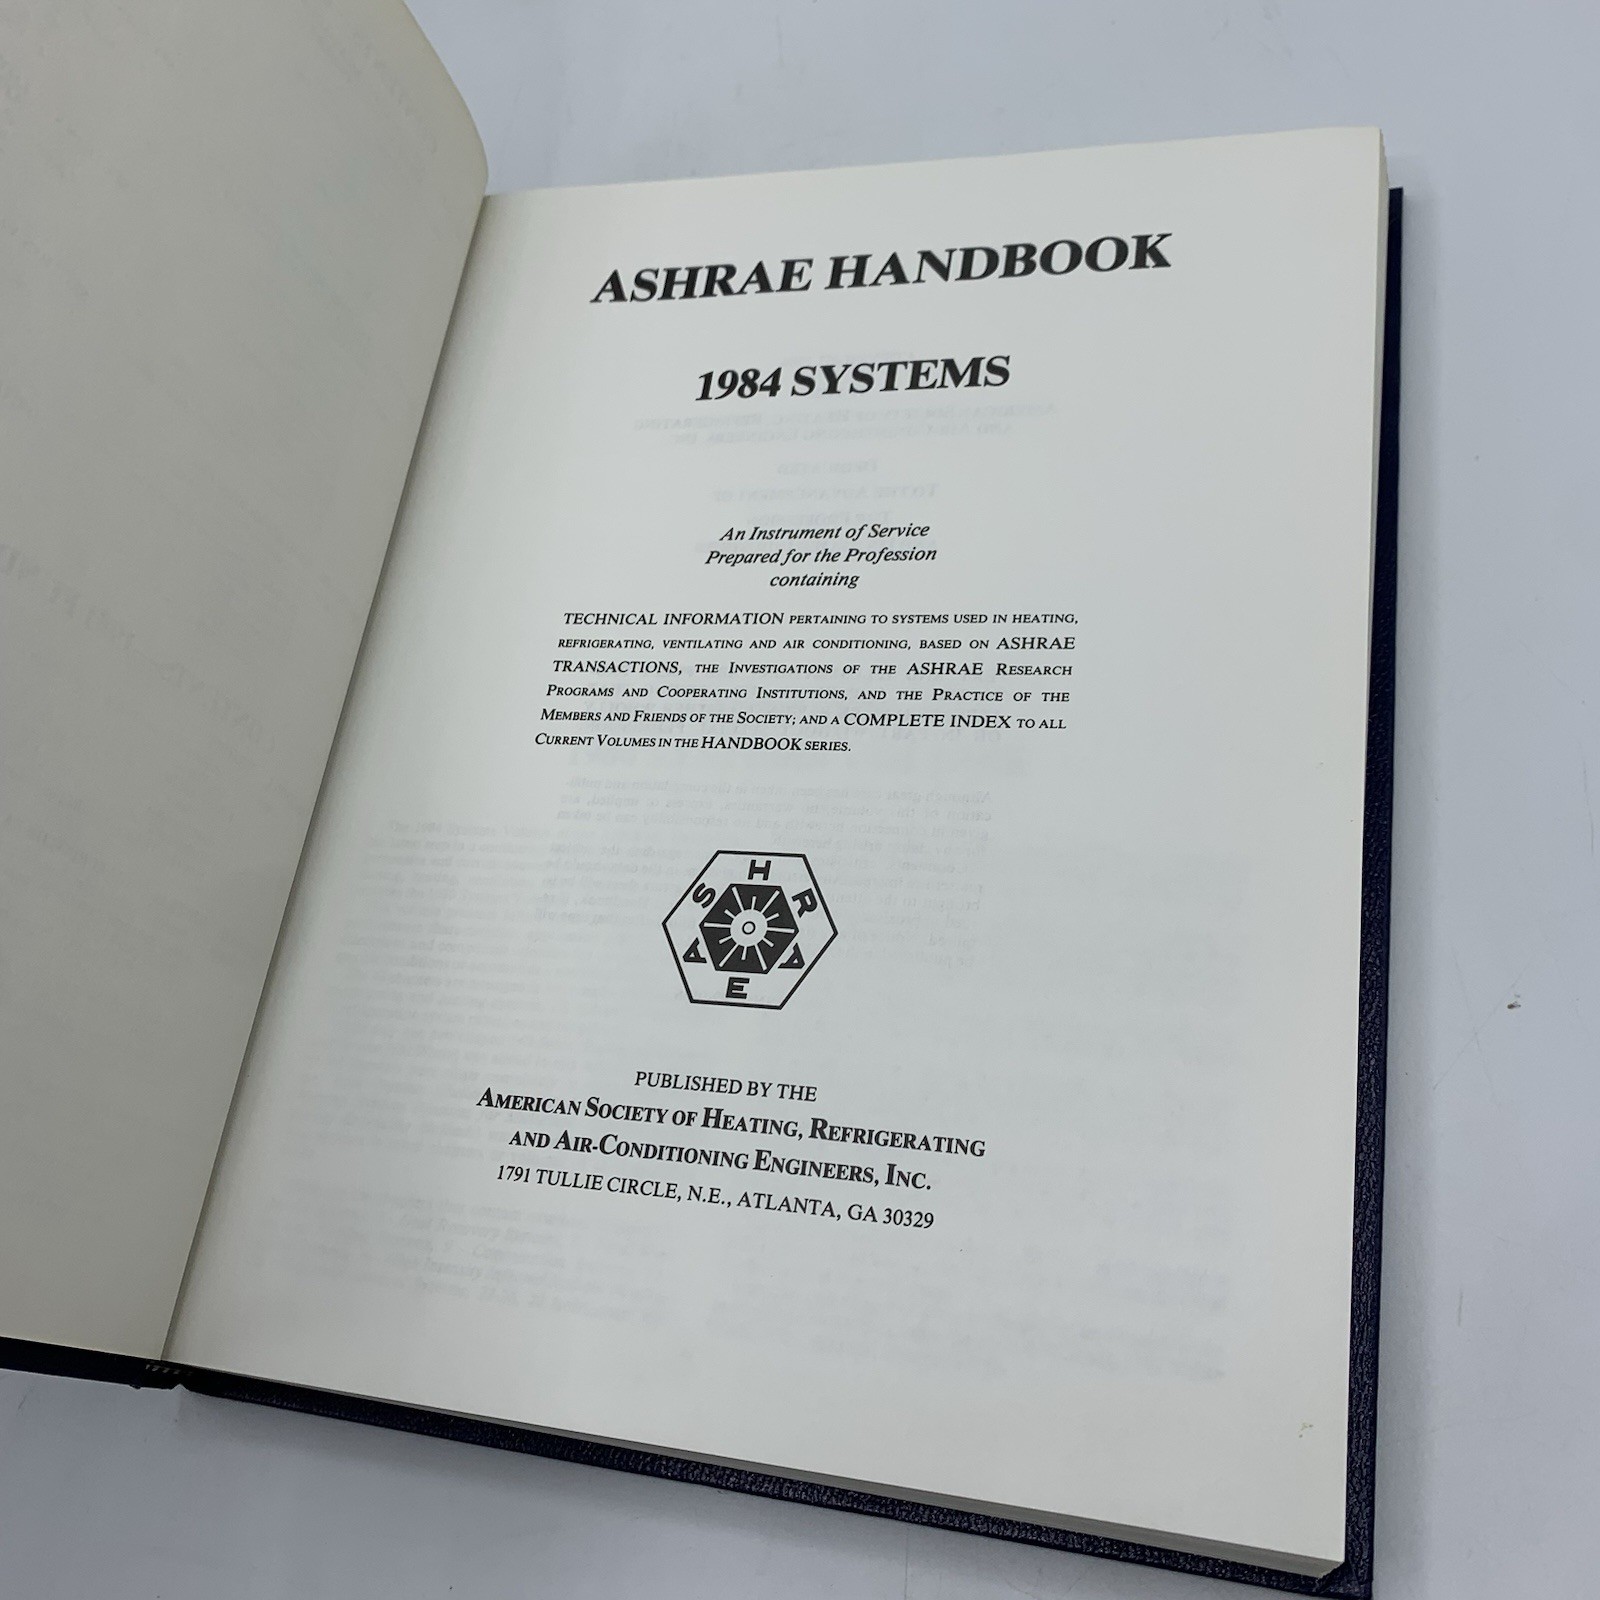 ASHRAE HANDBOOK
1984 SYSTEMS
An Instrument of Service
Prepared for the Profession
containing
TECHNICAL INFORMATION PERTAINING TO SYSTEMS USED IN HEATING,
REFRIGERATING, VENTILATING AND AIR CONDITIONING, BASED ON ASHRAE
TRANSACTIONS, THE INVESTIGATIONS OF THE ASHRAE RESEARCH
PROGRAMS AND COOPERATING INSTITUTIONS, AND THE PRACTICE OF THE
MEMBERS AND FRIENDS OF THE SOCIETY; AND A COMPLETE INDEX TO ALL
CURRENT VOLUMES IN THE HANDBOOK SERIES.
ASHRAE
PUBLISHED BY THE
AMERICAN SOCIETY OF HEATING, REFRIGERATING
AND AIR-CONDITIONING ENGINEERS, INC.
1791 TULLIE CIRCLE, N.E., ATLANTA, GA 30329